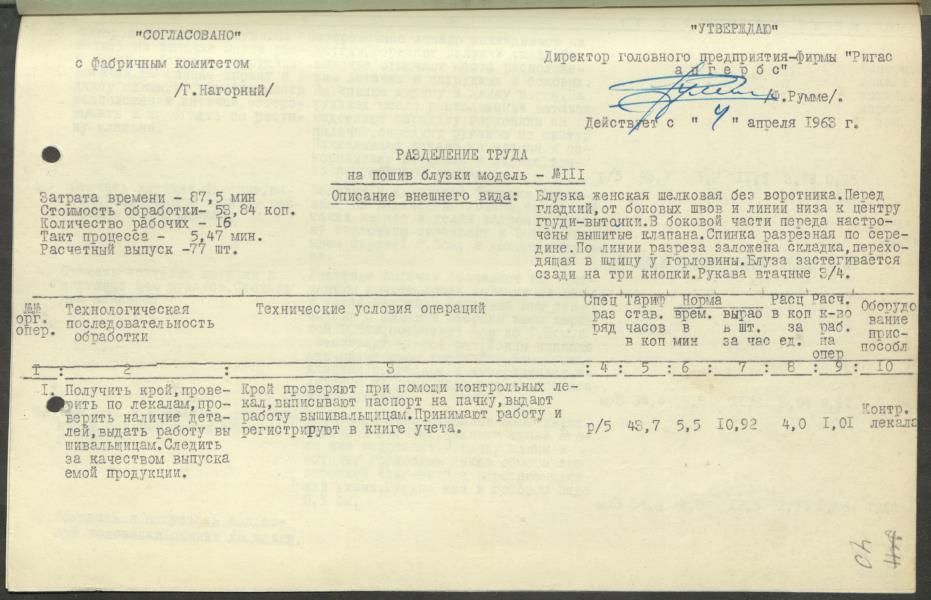 "СОГЛАСОВАНО"
с Фабричным комитетом
/Г.Нагорный/
"УТВЕРЖДАЮ"
Директор головного предприятия-Фирмы "Ригас
апгербс"
/Ф.Румме/.
Действует с " 4 " апреля 1963 г.
РАЗДЕЛЕНИЕ ТРУДА
на пошив блузки модель - №III
Затрата времени - 87,5 мин
Стоимость обработки- 53,84 коп.
Количество рабочих - 16
Такт процесса - 5,47 мин.
Расчетный выпуск -77 шт.
Описание внешнего вида:
Блузка женская шелковая без воротника.Перед
гладкий,от боковых швов и линии низа к центру
груди-вытачки.В боковой части переда настро-
чены вышитые клапана.Спинка разрезная по сере-
дине.По линии разреза заложена складка,перехо-
дящая в шлицу у горловины.Блуза застегивается
сзади на три кнопки.Рукава втачные 3/4.
№№ орг. опер.
Технологическая последовательность обработки
Технические условия операций
Спец раз ряд
Тариф став. часов в коп
Норма врем. в мин
выраб в шт. за час
Расц в коп за ед.
Расч. к-во раб. на опер
Оборудо вание прис- пособл
1 : 2 : 3 : 4 : 5 : 6 : 7 : 8 : 9 : 10
I. Получить крой,прове-
рить по лекалам,про-
верить наличие дета-
лей,выдать работу вы
шивальщицам.Следить
за качеством выпуска
емой продукции.
Крой проверяют при помощи контрольных ле-
кал,выписывают паспорт на пачку,выдают
работу вышивальщицам.Принимают работу и
регистрируют в книге учета.
р/5 43,7 5,5 10,92 4,0 1,01
Контр.
лекала
40